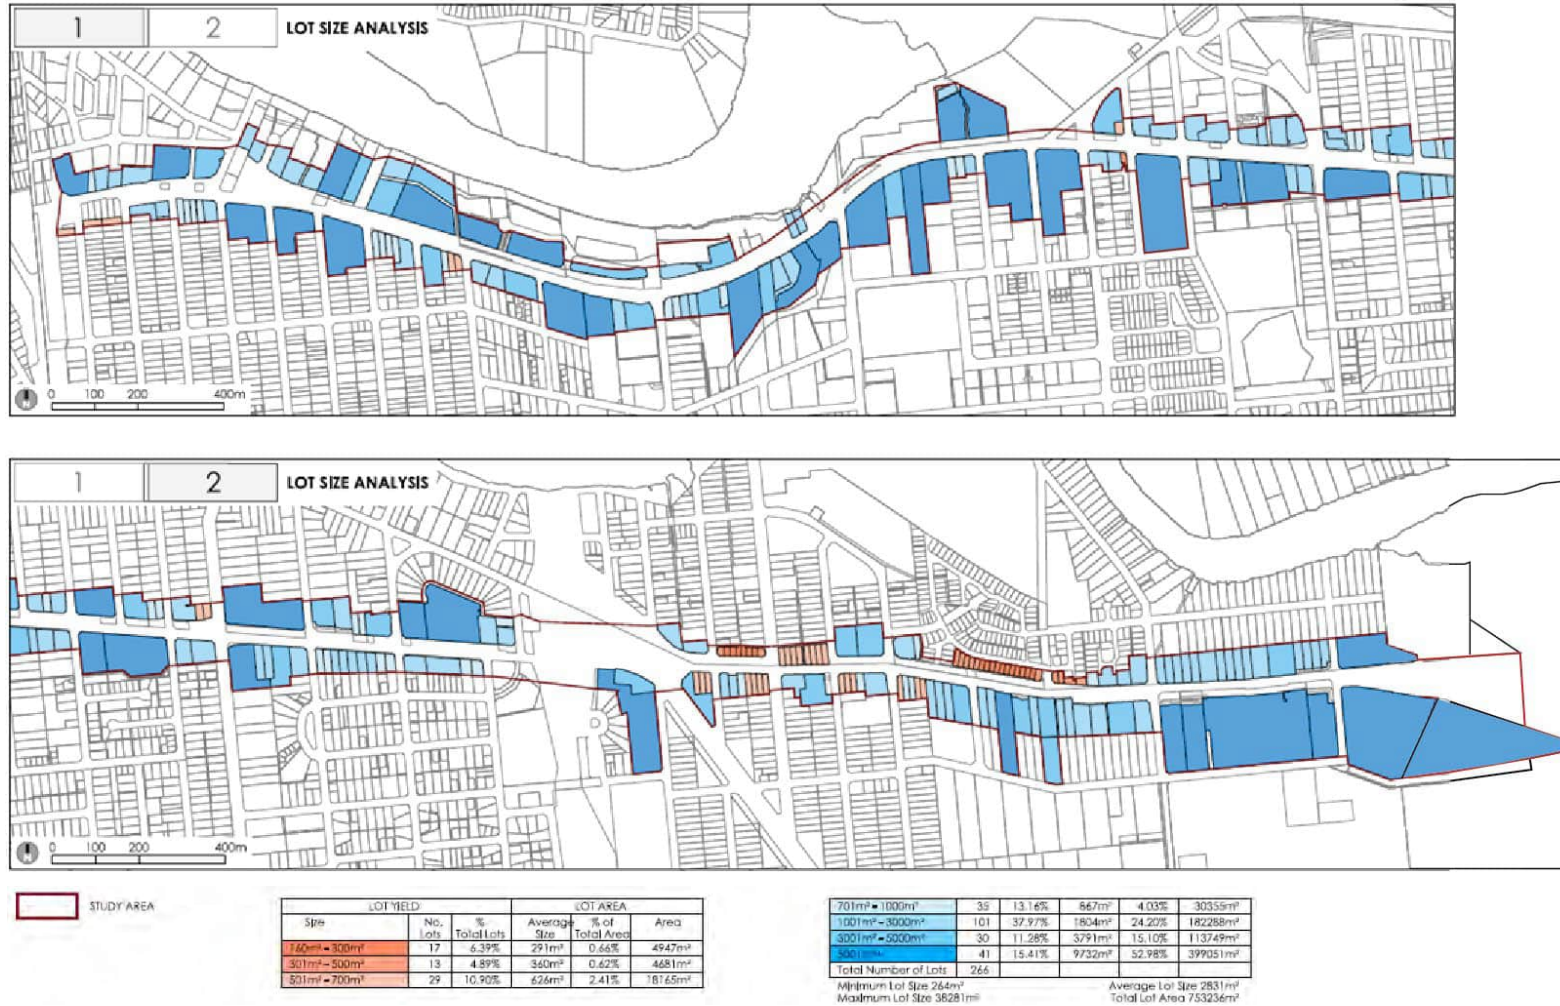 1 2 LOT SIZE ANALYSIS
0 100 200 400m
1 2 LOT SIZE ANALYSIS
0 100 200 400m
STUDY AREA
LOT YIELD LOT AREA
Size No. Lots % Total Lots Average Size % of Total Area Area
160m² - 300m² 17 6.39% 291m² 0.66% 4947m²
301m² - 500m² 13 4.89% 360m² 0.62% 4681m²
501m² - 700m² 29 10.90% 626m² 2.41% 18165m²
701m² - 1000m² 35 13.16% 867m² 4.03% 30355m²
1001m² - 3000m² 101 37.97% 1804m² 24.20% 182288m²
3001m² - 5000m² 30 11.28% 3791m² 15.10% 113749m²
41 15.41% 9732m² 52.98% 399051m²
Total Number of Lots 266
Minimum Lot Size 264m² Average Lot Size 2831m²
Maximum Lot Size 38281m² Total Lot Area 753236m²